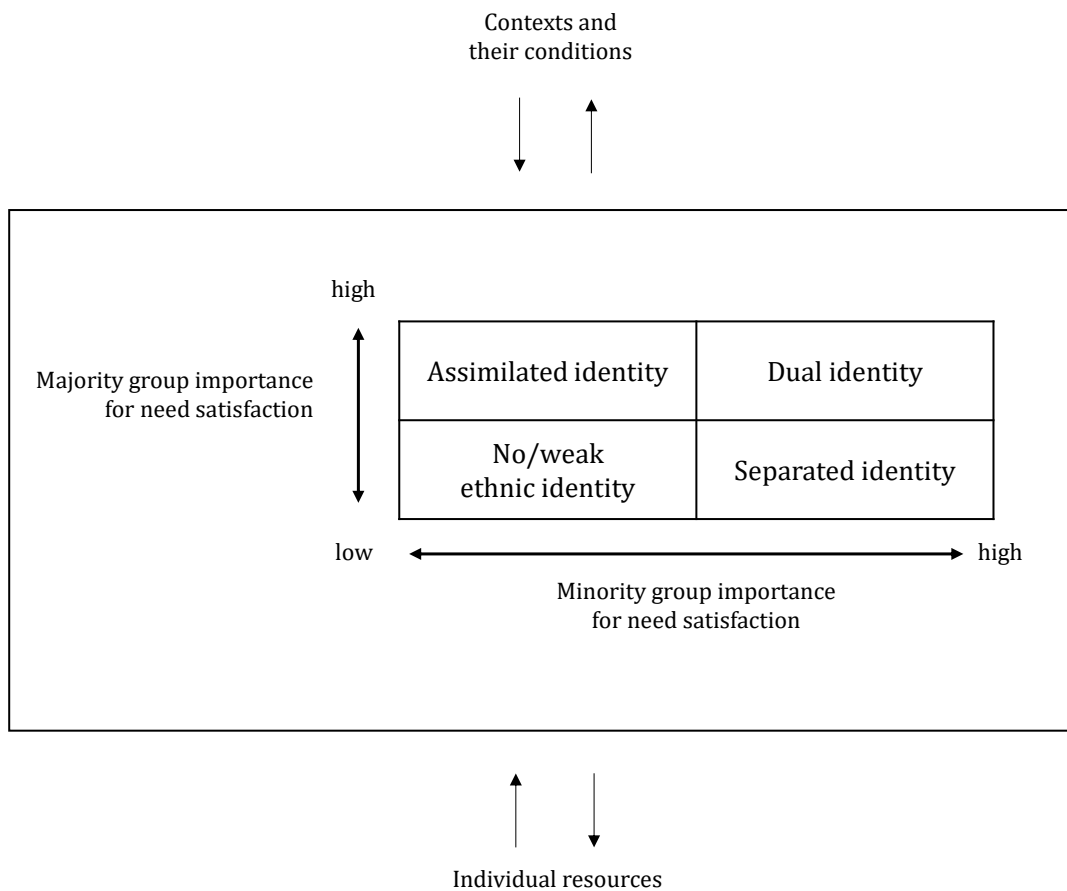 Contexts and
their conditions
high
Majority group importance
for need satisfaction
Assimilated identity
Dual identity
No/weak
ethnic identity
Separated identity
low
high
Minority group importance
for need satisfaction
Individual resources